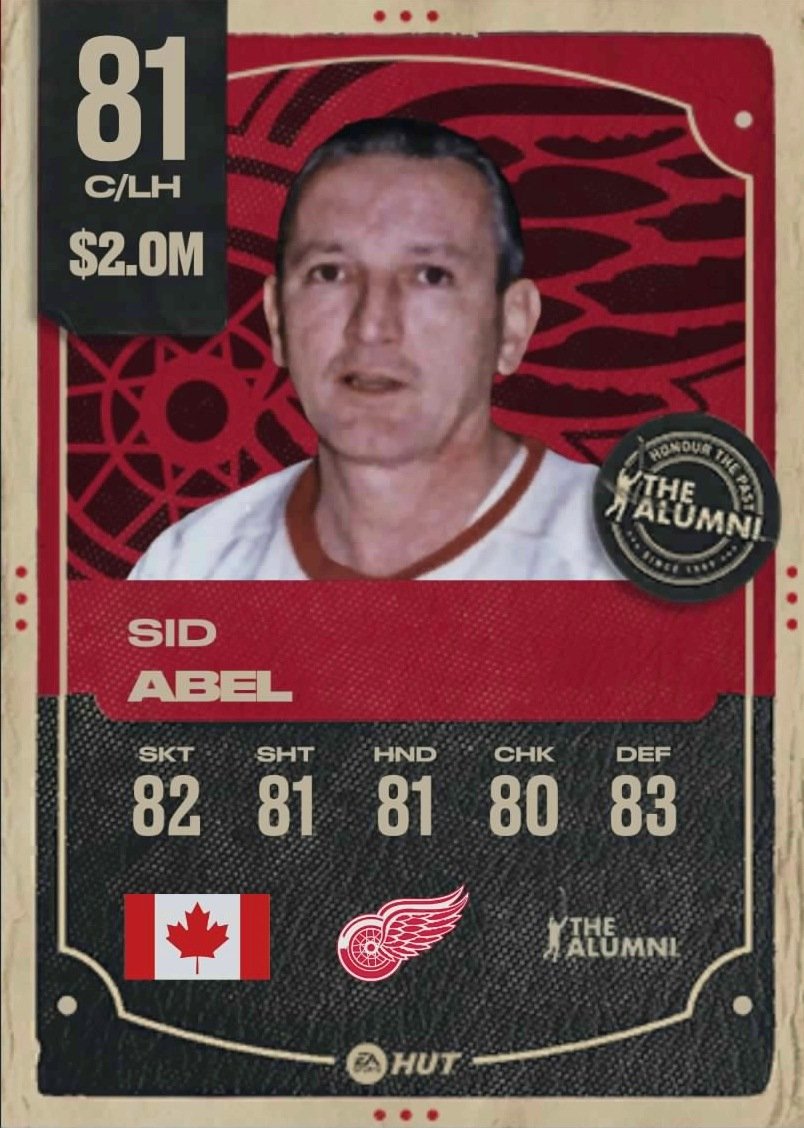 81
C/LH
$2.0M
HONOUR THE PAST
THE
ALUMNI
SID
ABEL
SKT SHT HND CHK DEF
82 81 81 80 83
THE
ALUMNI
EA
HUT